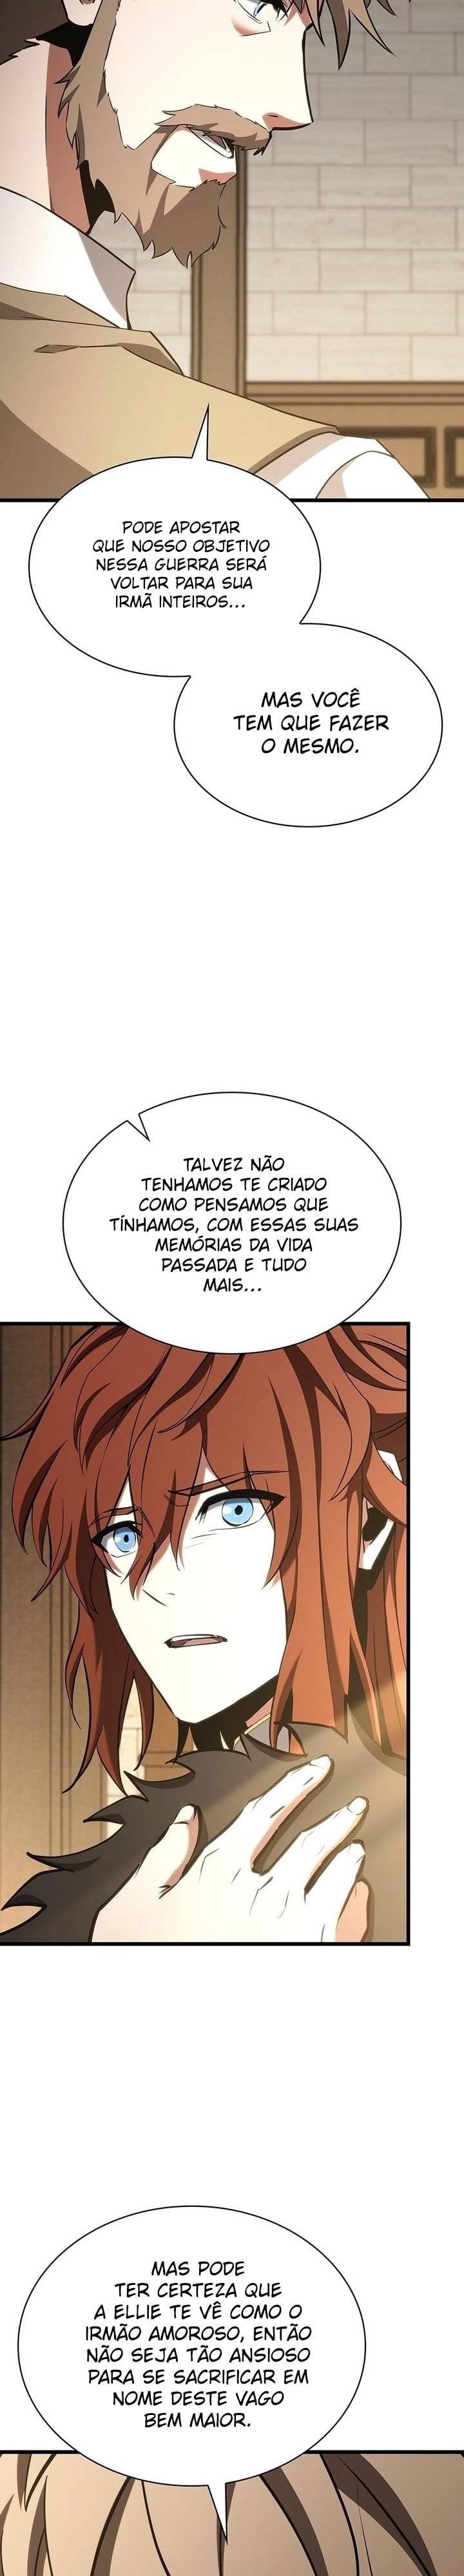 PODE APOSTAR
QUE NOSSO OBJETIVO
NESSA GUERRA SERÁ
VOLTAR PARA SUA
IRMÃ INTEIROS...
MAS VOCÊ
TEM QUE FAZER
O MESMO.
TALVEZ NÃO
TENHAMOS TE CRIADO
COMO PENSAMOS QUE
TÍNHAMOS, COM ESSAS SUAS
MEMÓRIAS DA VIDA
PASSADA E TUDO
MAIS...
MAS PODE
TER CERTEZA QUE
A ELLIE TE VÊ COMO O
IRMÃO AMOROSO, ENTÃO
NÃO SEJA TÃO ANSIOSO
PARA SE SACRIFICAR EM
NOME DESTE VAGO
BEM MAIOR.